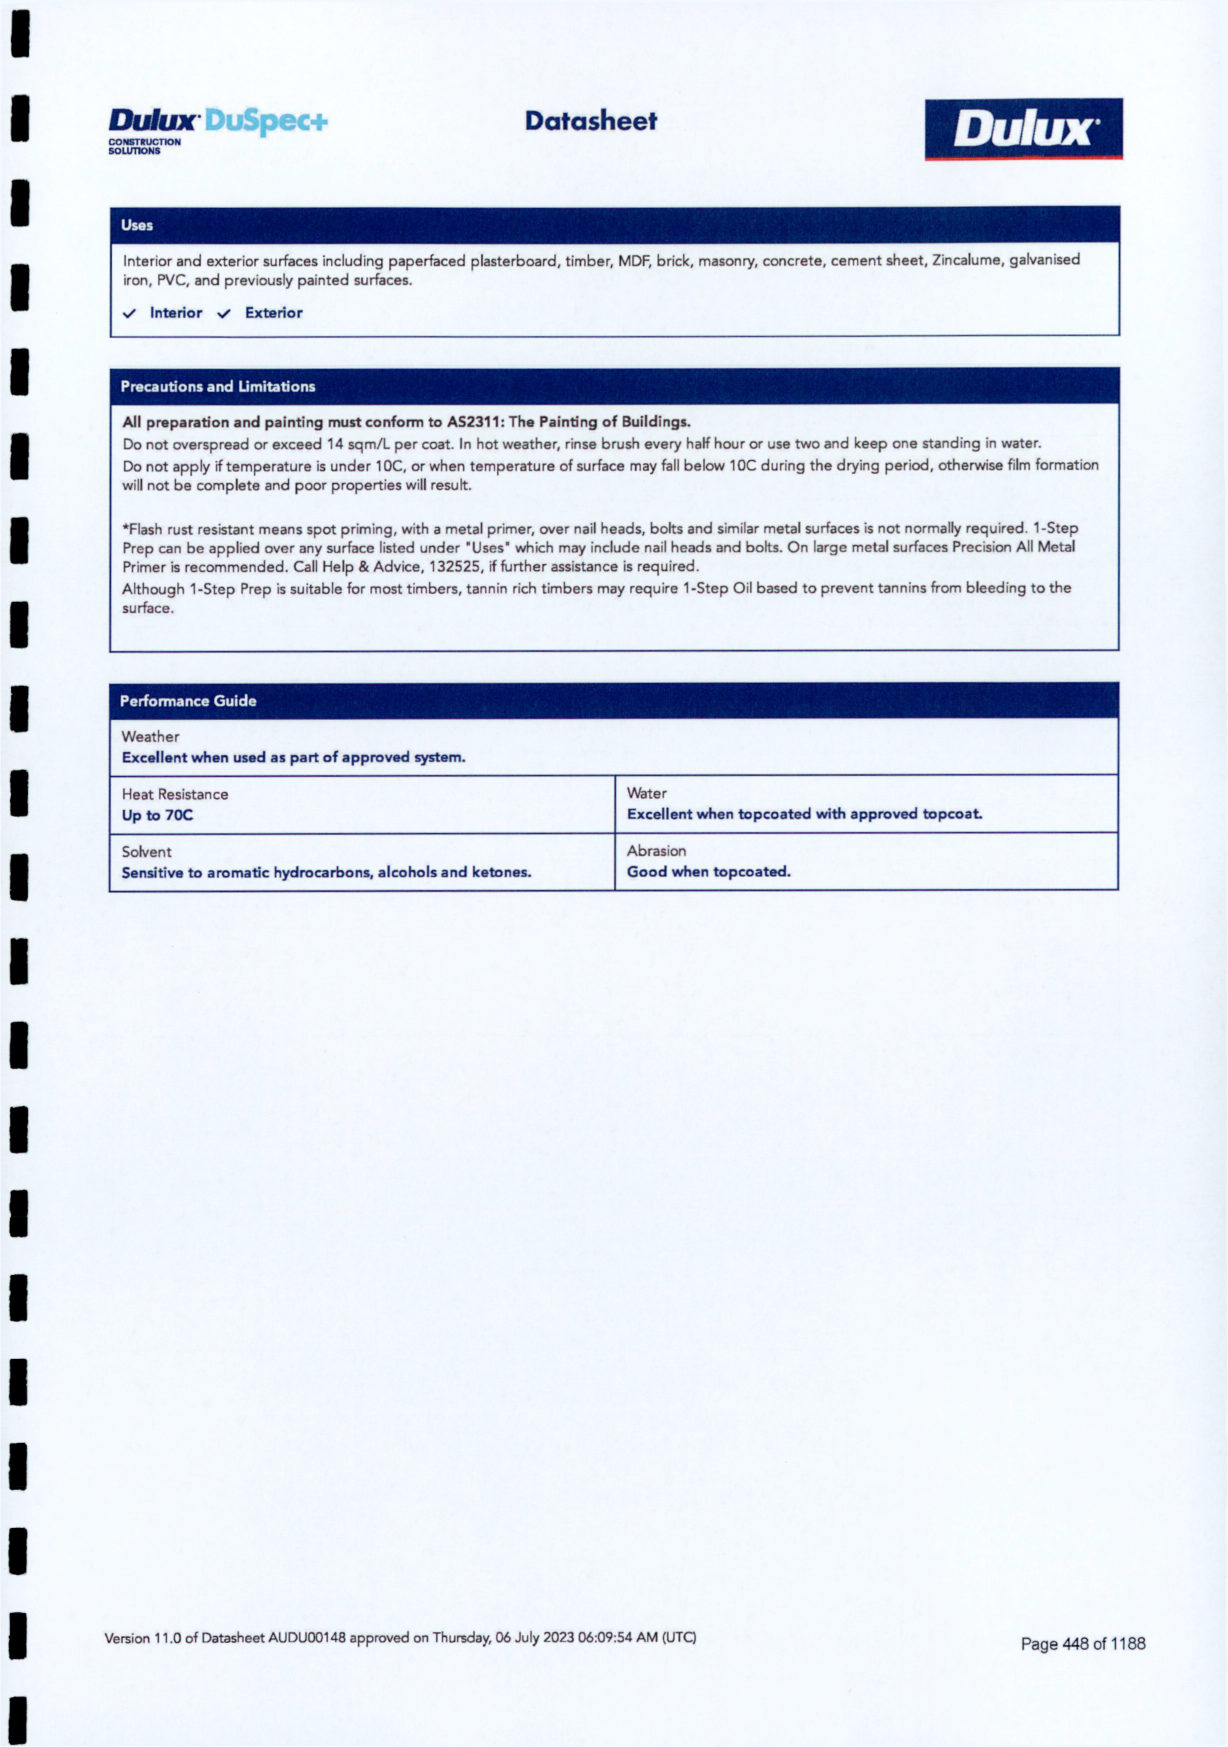 Dulux DuSpec+
CONSTRUCTION
SOLUTIONS
Datasheet
Dulux
Uses
Interior and exterior surfaces including paperfaced plasterboard, timber, MDF, brick, masonry, concrete, cement sheet, Zincalume, galvanised
iron, PVC, and previously painted surfaces.
✓ Interior ✓ Exterior
Precautions and Limitations
All preparation and painting must conform to AS2311: The Painting of Buildings.
Do not overspread or exceed 14 sqm/L per coat. In hot weather, rinse brush every half hour or use two and keep one standing in water.
Do not apply if temperature is under 10C, or when temperature of surface may fall below 10C during the drying period, otherwise film formation
will not be complete and poor properties will result.
*Flash rust resistant means spot priming, with a metal primer, over nail heads, bolts and similar metal surfaces is not normally required. 1-Step
Prep can be applied over any surface listed under "Uses" which may include nail heads and bolts. On large metal surfaces Precision All Metal
Primer is recommended. Call Help & Advice, 132525, if further assistance is required.
Although 1-Step Prep is suitable for most timbers, tannin rich timbers may require 1-Step Oil based to prevent tannins from bleeding to the
surface.
Performance Guide
Weather
Excellent when used as part of approved system.
Heat Resistance
Up to 70C
Water
Excellent when topcoated with approved topcoat.
Solvent
Sensitive to aromatic hydrocarbons, alcohols and ketones.
Abrasion
Good when topcoated.
Version 11.0 of Datasheet AUDU00148 approved on Thursday, 06 July 2023 06:09:54 AM (UTC)
Page 448 of 1188